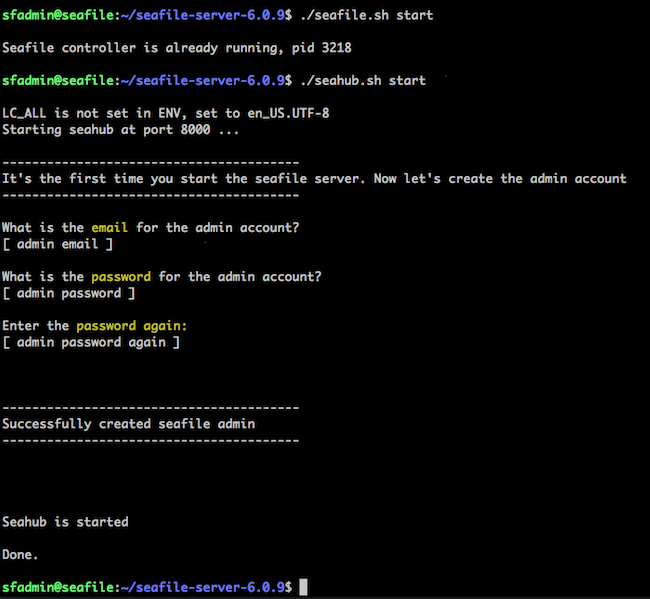 sfadmin@seafile:~/seafile-server-6.0.9$ ./seafile.sh start
Seafile controller is already running, pid 3218
sfadmin@seafile:~/seafile-server-6.0.9$ ./seahub.sh start
LC_ALL is not set in ENV, set to en_US.UTF-8
Starting seahub at port 8000 ...
----------------------------------------
It's the first time you start the seafile server. Now let's create the admin account
----------------------------------------
What is the email for the admin account?
[ admin email ]
What is the password for the admin account?
[ admin password ]
Enter the password again:
[ admin password again ]
----------------------------------------
Successfully created seafile admin
----------------------------------------
Seahub is started
Done.
sfadmin@seafile:~/seafile-server-6.0.9$